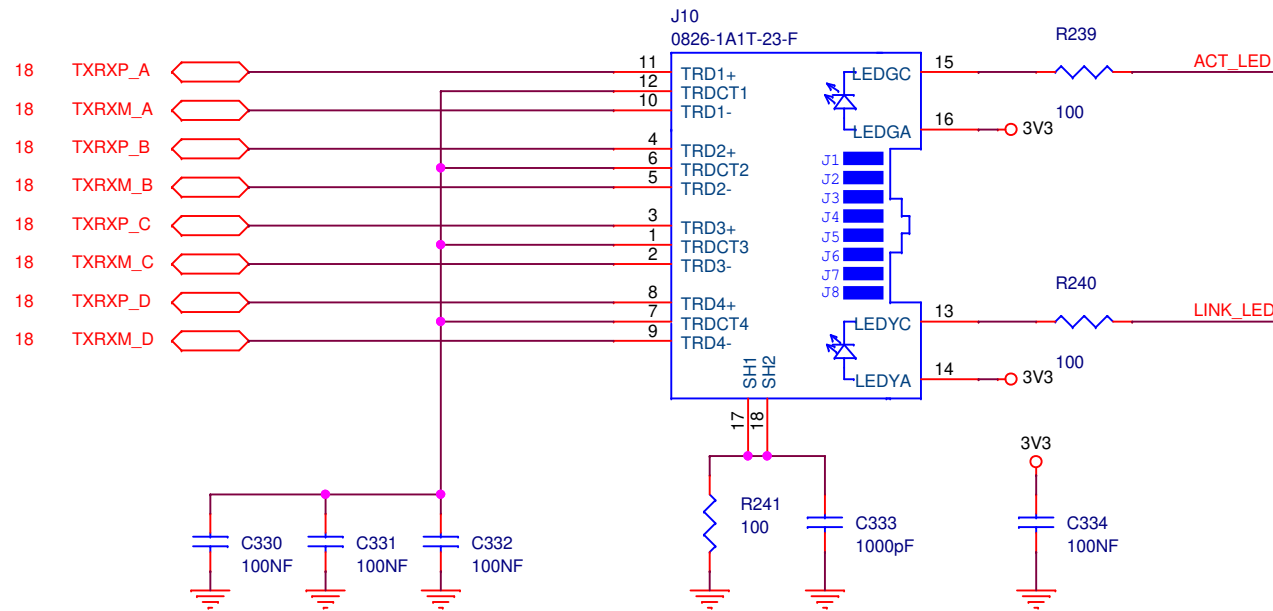 J10
0826-1A1T-23-F
R239
18 TXRXP_A 11 TRD1+ LEDGC 15 ACT_LED
12 TRDCT1
18 TXRXM_A 10 TRD1-
100
LEDGA 16 3V3
18 TXRXP_B 4 TRD2+
J1
6 TRDCT2
J2
18 TXRXM_B 5 TRD2-
J3
18 TXRXP_C 3 TRD3+
J4
1 TRDCT3
J5
18 TXRXM_C 2 TRD3-
J6
J7
R240
18 TXRXP_D 8 TRD4+
J8
7 TRDCT4 LEDYC 13 LINK_LED
18 TXRXM_D 9 TRD4-
100
SH1 SH2 LEDYA 14 3V3
17 18
3V3
R241
100
C333
1000pF
C334
100NF
C330
100NF
C331
100NF
C332
100NF